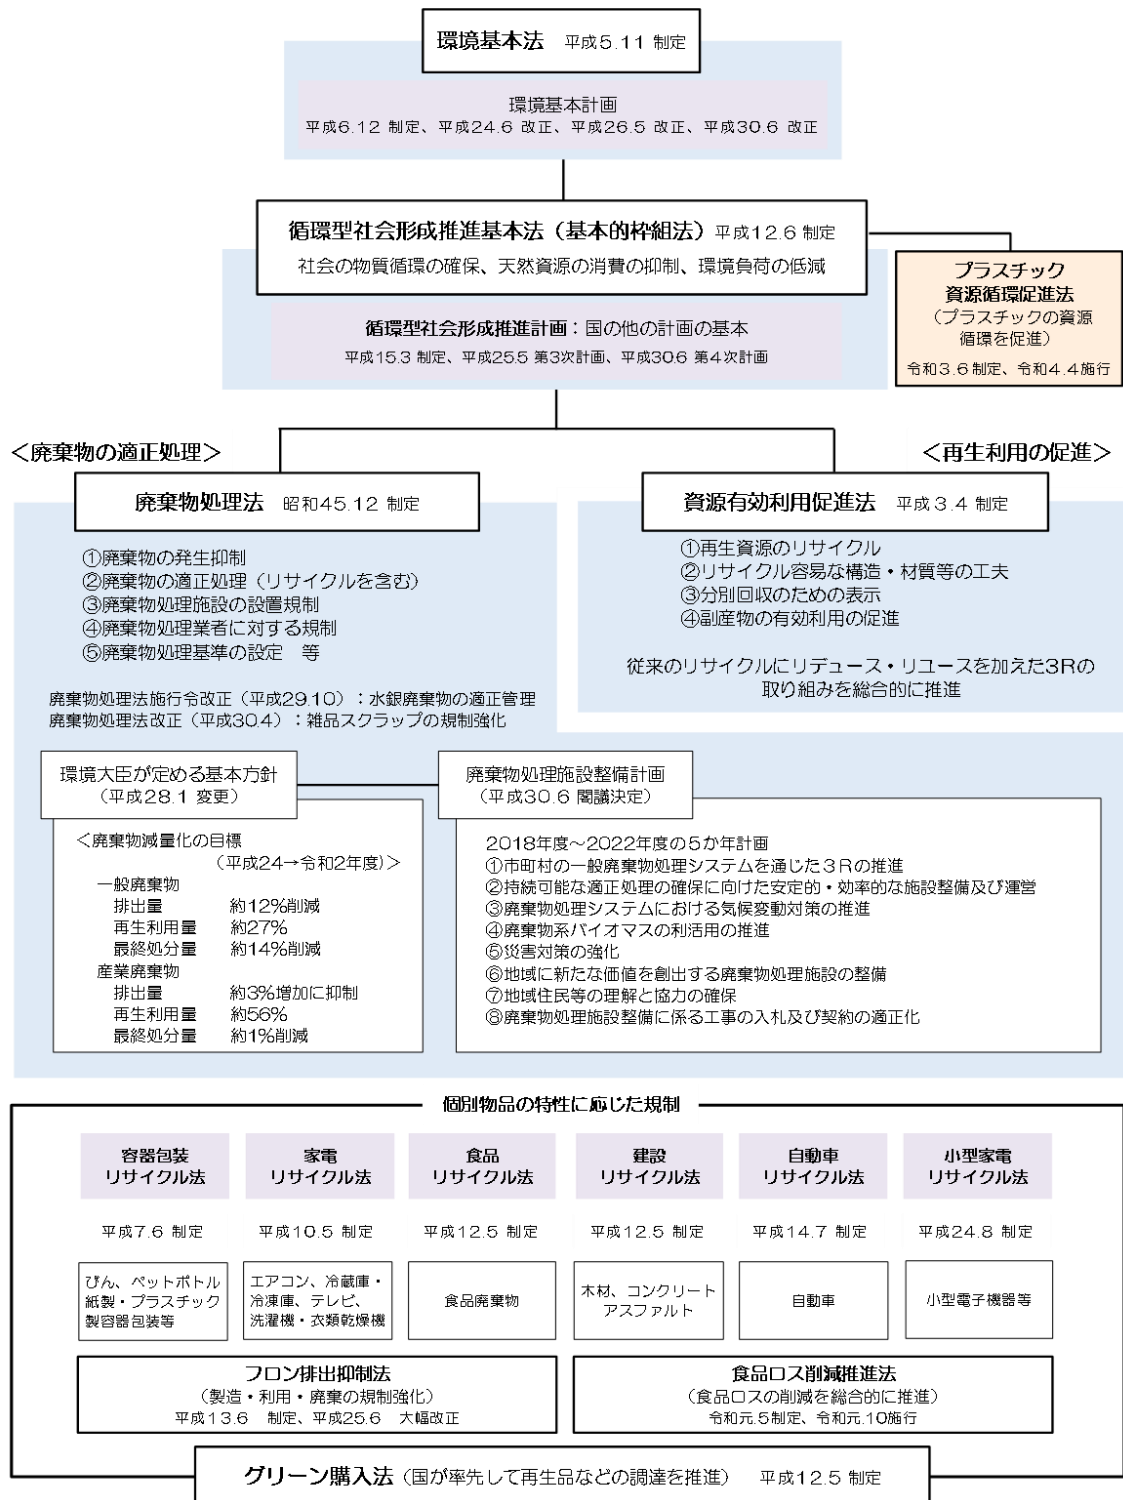 環境基本法　平成5.11 制定
環境基本計画
平成6.12 制定、平成24.6 改正、平成26.5 改正、平成30.6 改正
循環型社会形成推進基本法（基本的枠組法）平成12.6 制定
社会の物質循環の確保、天然資源の消費の抑制、環境負荷の低減
循環型社会形成推進計画：国の他の計画の基本
平成15.3 制定、平成25.5 第3次計画、平成30.6 第4次計画
プラスチック
資源循環促進法
（プラスチックの資源
循環を促進）
令和3.6制定、令和4.4施行
＜廃棄物の適正処理＞
＜再生利用の促進＞
廃棄物処理法　昭和45.12 制定
①廃棄物の発生抑制
②廃棄物の適正処理（リサイクルを含む）
③廃棄物処理施設の設置規制
④廃棄物処理業者に対する規制
⑤廃棄物処理基準の設定　等
廃棄物処理法施行令改正（平成29.10）：水銀廃棄物の適正管理
廃棄物処理法改正（平成30.4）：雑品スクラップの規制強化
資源有効利用促進法　平成3.4 制定
①再生資源のリサイクル
②リサイクル容易な構造・材質等の工夫
③分別回収のための表示
④副産物の有効利用の促進
従来のリサイクルにリデュース・リユースを加えた3Rの
取り組みを総合的に推進
環境大臣が定める基本方針
（平成28.1 変更）
＜廃棄物減量化の目標
（平成24→令和2年度）＞
一般廃棄物
排出量　約12%削減
再生利用量　約27%
最終処分量　約14%削減
産業廃棄物
排出量　約3%増加に抑制
再生利用量　約56%
最終処分量　約1%削減
廃棄物処理施設整備計画
（平成30.6 閣議決定）
2018年度～2022年度の5か年計画
①市町村の一般廃棄物処理システムを通じた3Rの推進
②持続可能な適正処理の確保に向けた安定的・効率的な施設整備及び運営
③廃棄物処理システムにおける気候変動対策の推進
④廃棄物系バイオマスの利活用の推進
⑤災害対策の強化
⑥地域に新たな価値を創出する廃棄物処理施設の整備
⑦地域住民等の理解と協力の確保
⑧廃棄物処理施設整備に係る工事の入札及び契約の適正化
個別物品の特性に応じた規制
容器包装
リサイクル法
平成7.6 制定
びん、ペットボトル
紙製・プラスチック
製容器包装等
家電
リサイクル法
平成10.5 制定
エアコン、冷蔵庫・
冷凍庫、テレビ、
洗濯機・衣類乾燥機
食品
リサイクル法
平成12.5 制定
食品廃棄物
建設
リサイクル法
平成12.5 制定
木材、コンクリート
アスファルト
自動車
リサイクル法
平成14.7 制定
自動車
小型家電
リサイクル法
平成24.8 制定
小型電子機器等
フロン排出抑制法
（製造・利用・廃棄の規制強化）
平成13.6　制定、平成25.6　大幅改正
食品ロス削減推進法
（食品ロスの削減を総合的に推進）
令和元.5制定、令和元.10施行
グリーン購入法（国が率先して再生品などの調達を推進）　平成12.5 制定